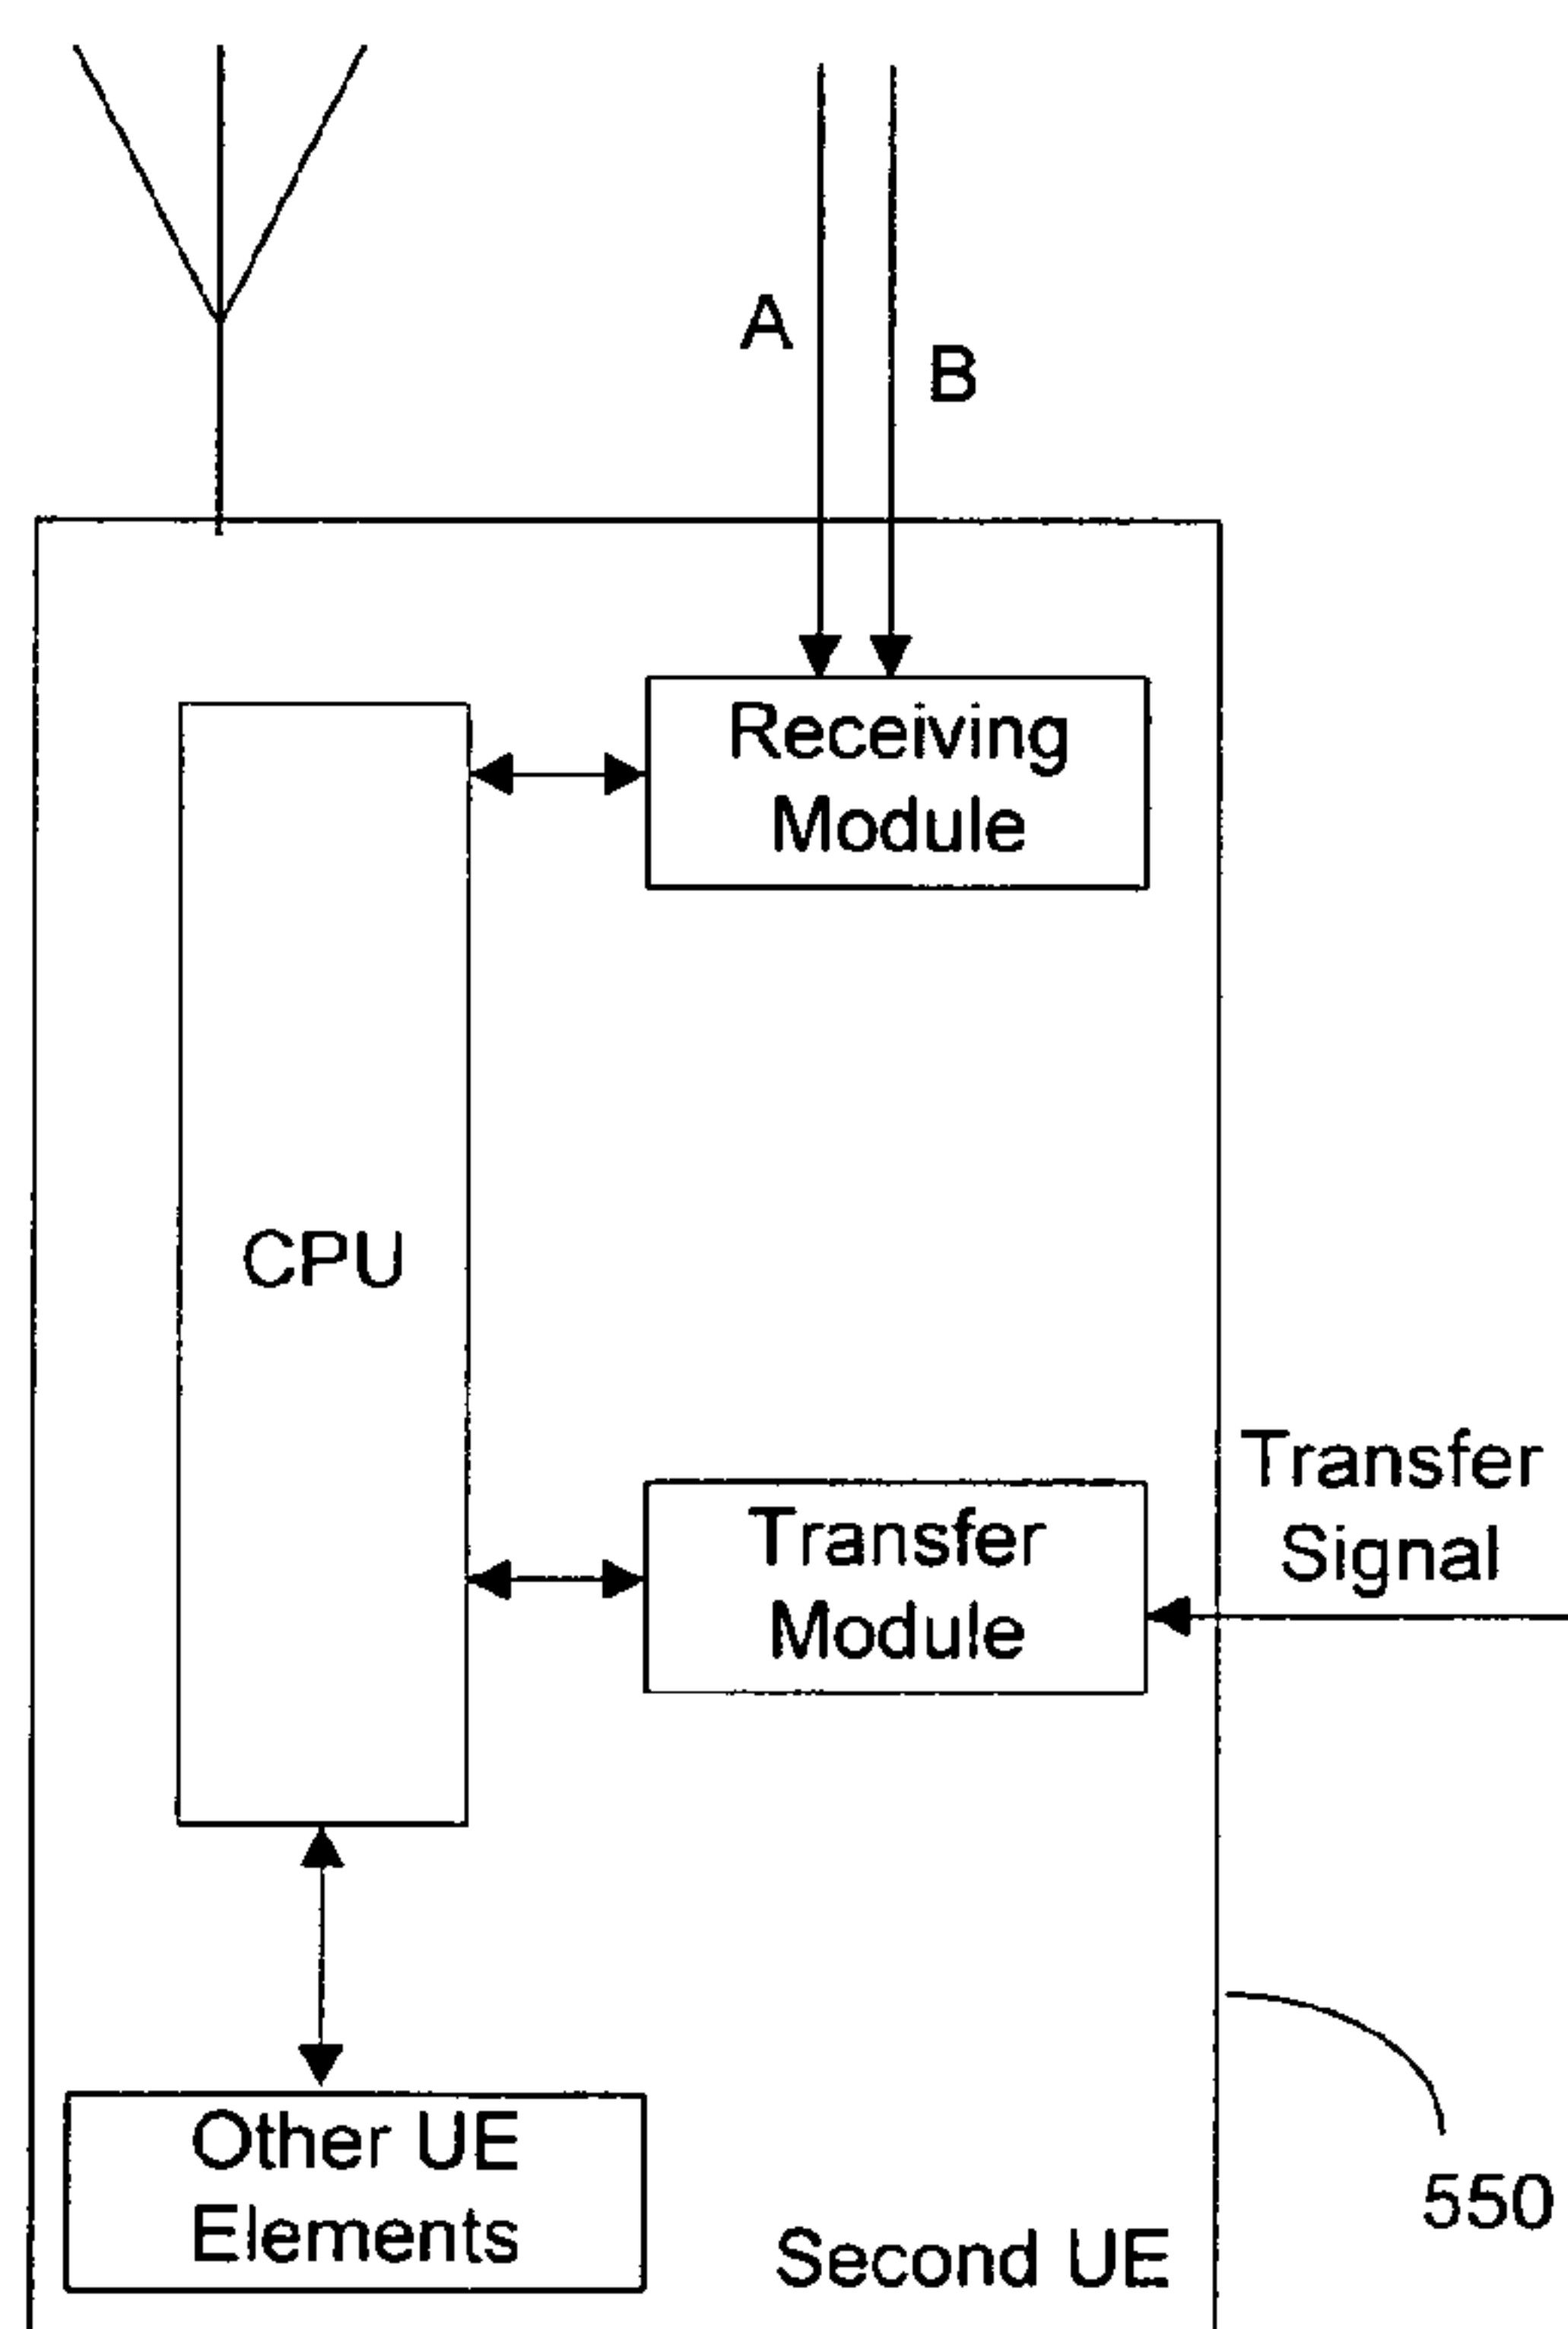 A
B
Receiving
Module
CPU
Transfer
Signal
Transfer
Module
Other UE
Elements
550
Second UE